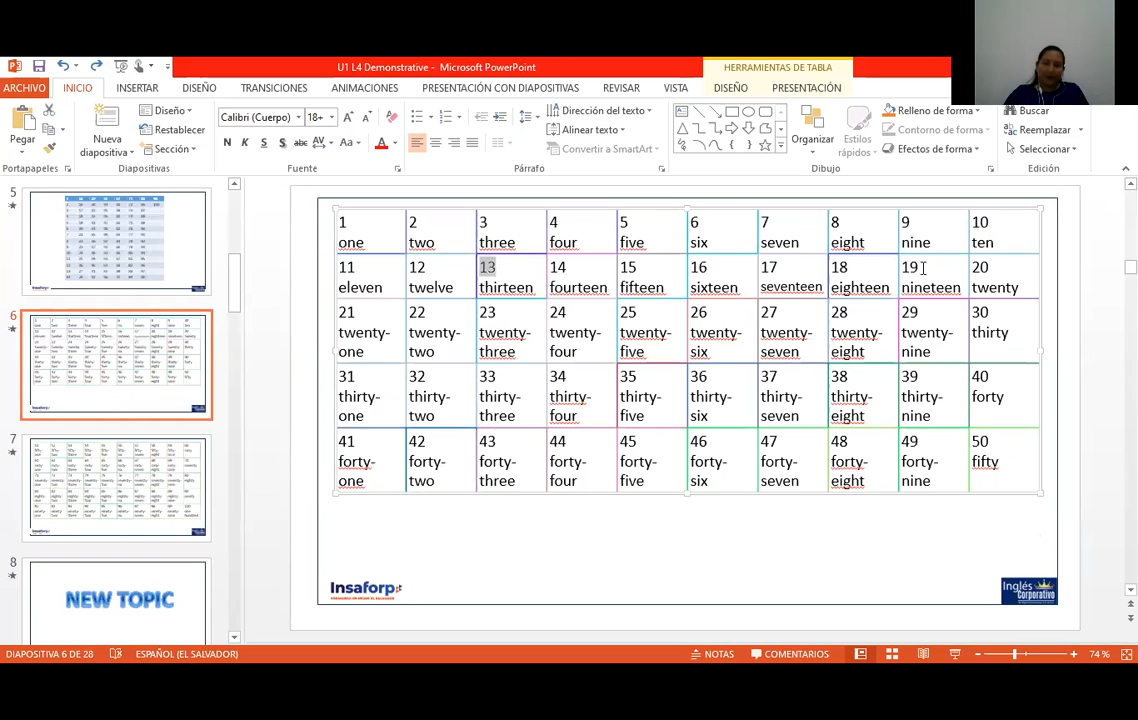 U1 L4 Demonstrative - Microsoft PowerPoint
HERRAMIENTAS DE TABLA
ARCHIVO INICIO INSERTAR DISEÑO TRANSICIONES ANIMACIONES PRESENTACIÓN CON DIAPOSITIVAS REVISAR VISTA DISEÑO PRESENTACIÓN
Pegar
Nueva diapositiva
Diseño
Restablecer
Sección
Calibri (Cuerpo) 18+
N K S S abc AV Aa A
Dirección del texto
Alinear texto
Convertir a SmartArt
Organizar
Estilos rápidos
Relleno de forma
Contorno de forma
Efectos de forma
Buscar
Reemplazar
Seleccionar
Portapapeles Diapositivas Fuente Párrafo Dibujo Edición
5
6
7
8
NEW TOPIC
1 2 3 4 5 6 7 8 9 10
one two three four five six seven eight nine ten
11 12 13 14 15 16 17 18 19 20
eleven twelve thirteen fourteen fifteen sixteen seventeen eighteen nineteen twenty
21 22 23 24 25 26 27 28 29 30
twenty- twenty- twenty- twenty- twenty- twenty- twenty- twenty- twenty- thirty
one two three four five six seven eight nine
31 32 33 34 35 36 37 38 39 40
thirty- thirty- thirty- thirty- thirty- thirty- thirty- thirty- thirty- forty
one two three four five six seven eight nine
41 42 43 44 45 46 47 48 49 50
forty- forty- forty- forty- forty- forty- forty- forty- forty- fifty
one two three four five six seven eight nine
Insaforp
Inglés
Corporativo
DIAPOSITIVA 6 DE 28 ESPAÑOL (EL SALVADOR) NOTAS COMENTARIOS 74 %